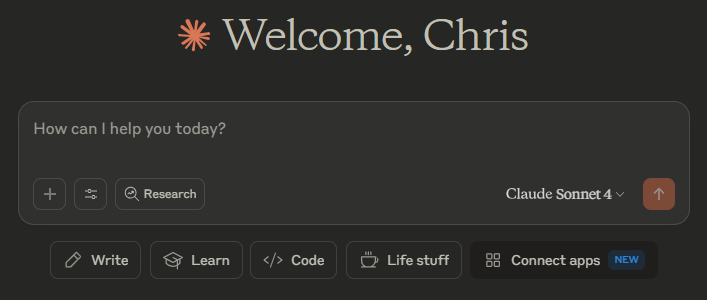 Welcome, Chris
How can I help you today?
Research
Claude Sonnet 4
Write
Learn
Code
Life stuff
Connect apps NEW